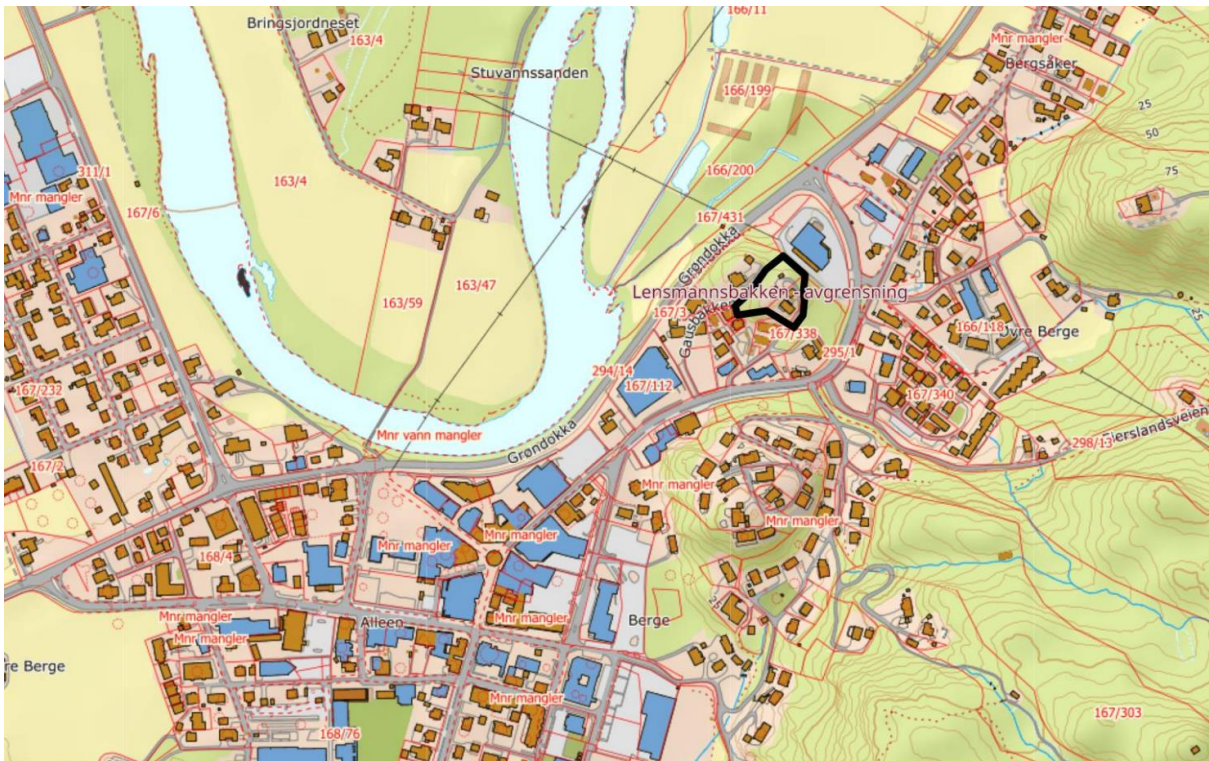 166/11
Bringsjordneset
163/4
Mnr mangler
Bergsåker
Stuvannssanden
166/199
25
50
311/1
166/200
75
Mnr mangler
163/4
167/6
167/431
Grøndokka
163/59
163/47
Lensmannsbakken - avgrensning
167/3
Gausbakken
167/338
166/118
Øvre Berge
25
295/1
294/14
167/112
167/232
167/340
Mnr vann mangler
Grøndokka
298/13
167/2
Mnr mangler
Mnr mangler
Mnr mangler
Mnr mangler
168/4
Mnr mangler
Mnr mangler
Alleen
Berge
Mnr mangler
re Berge
Mnr mangler
167/303
168/76